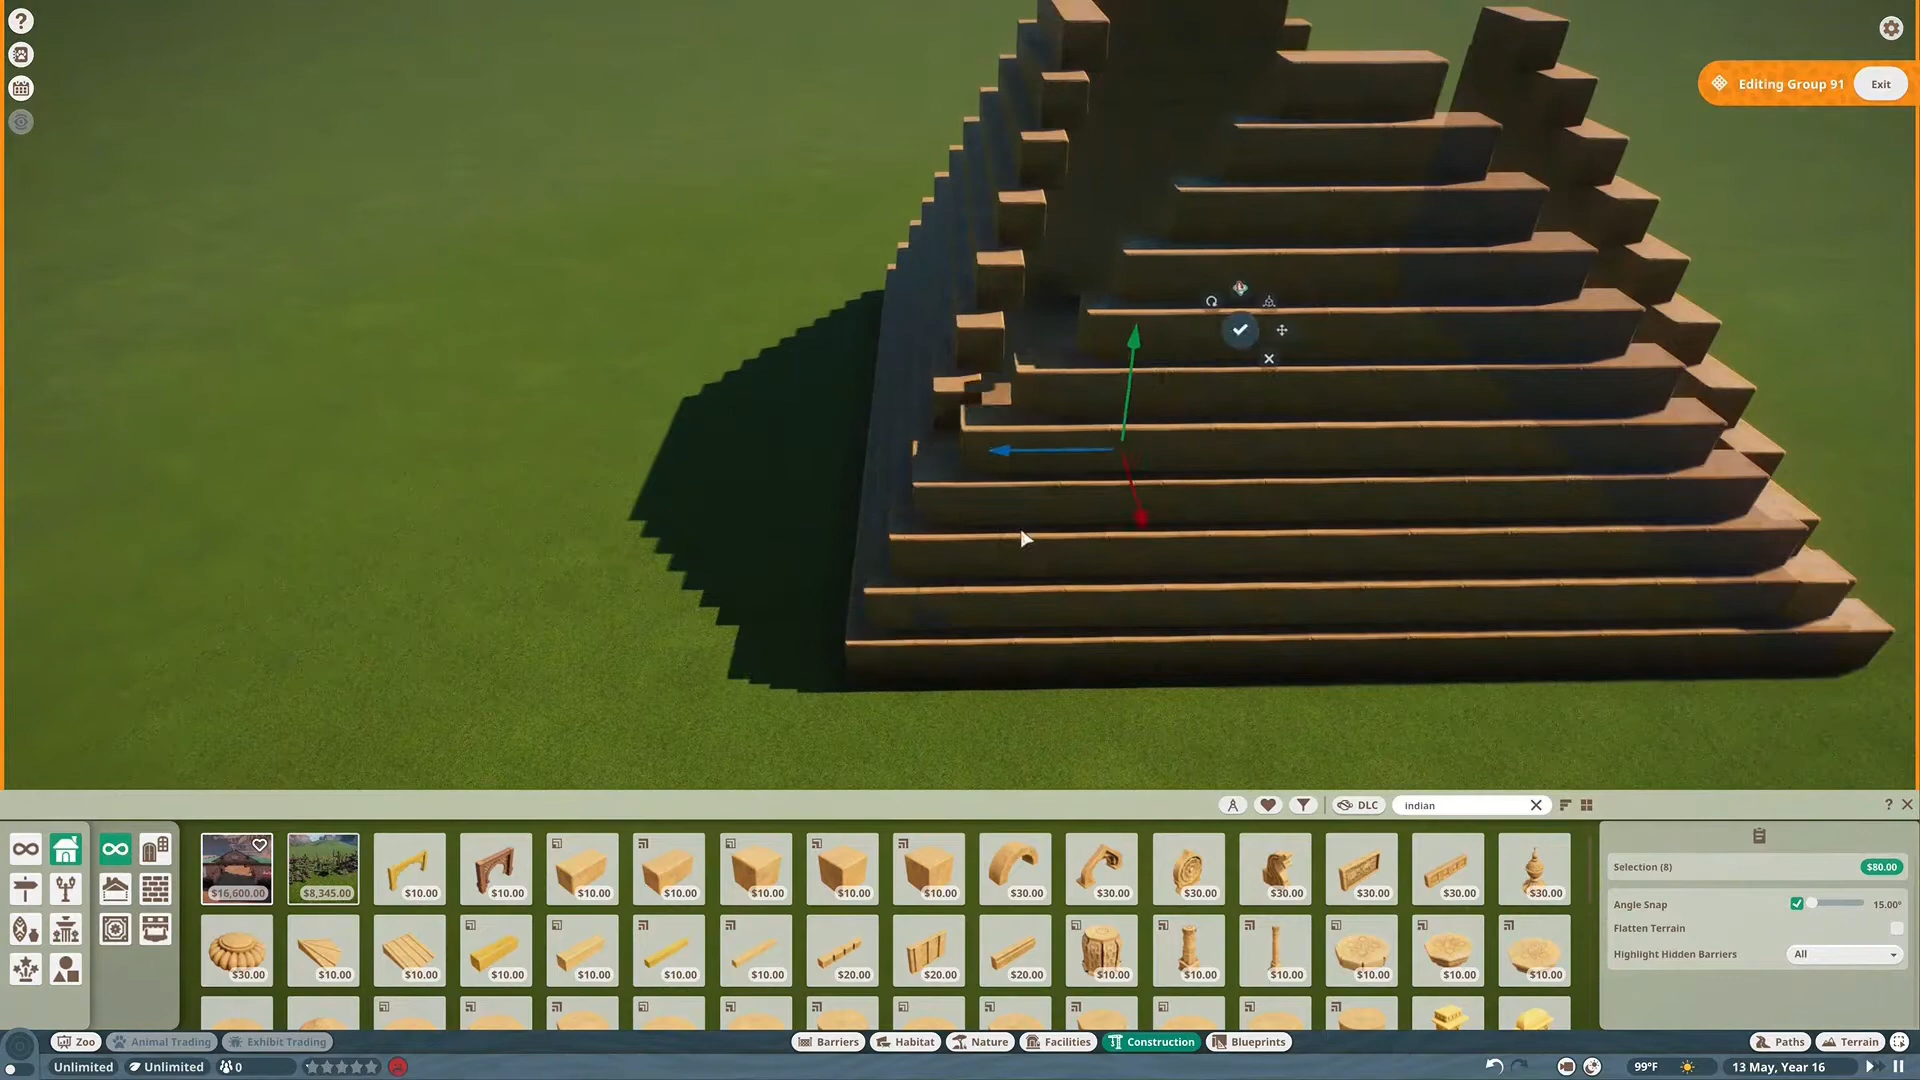 ?
Editing Group 91
Exit
DLC
indian
?
$16,600.00
$8,345.00
$10.00
$10.00
$10.00
$10.00
$10.00
$10.00
$10.00
$30.00
$30.00
$30.00
$30.00
$30.00
$30.00
$30.00
$30.00
$10.00
$10.00
$10.00
$10.00
$10.00
$10.00
$20.00
$20.00
$20.00
$10.00
$10.00
$10.00
$10.00
$10.00
$10.00
Selection (8)
$80.00
Angle Snap
15.00°
Flatten Terrain
Highlight Hidden Barriers
All
Zoo
Animal Trading
Exhibit Trading
Barriers
Habitat
Nature
Facilities
Construction
Blueprints
Paths
Terrain
Unlimited
Unlimited
0
99°F
13 May, Year 16